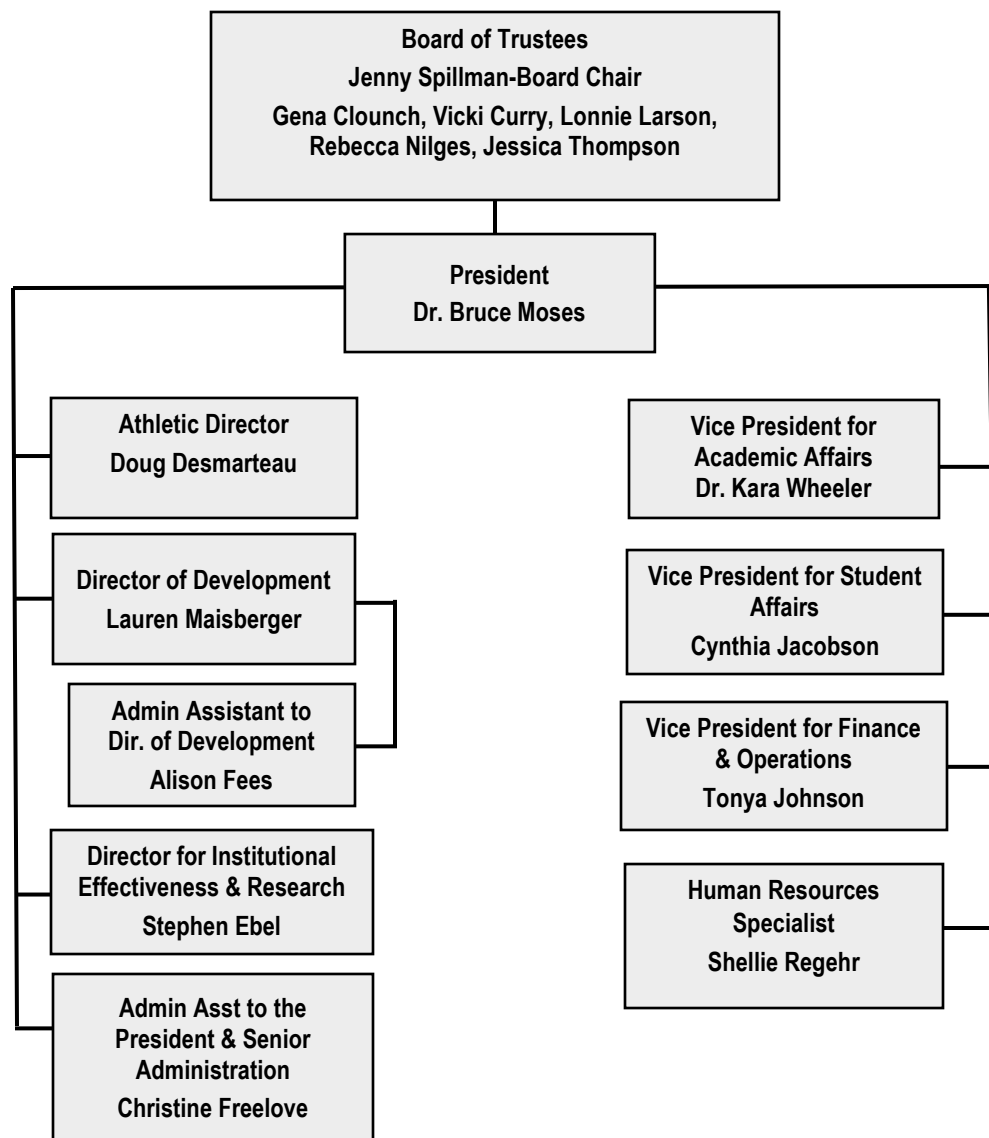 Board of Trustees
Jenny Spillman-Board Chair
Gena Clounch, Vicki Curry, Lonnie Larson,
Rebecca Nilges, Jessica Thompson
President
Dr. Bruce Moses
Athletic Director
Doug Desmarteau
Director of Development
Lauren Maisberger
Admin Assistant to
Dir. of Development
Alison Fees
Director for Institutional
Effectiveness & Research
Stephen Ebel
Admin Asst to the
President & Senior
Administration
Christine Freelove
Vice President for
Academic Affairs
Dr. Kara Wheeler
Vice President for Student
Affairs
Cynthia Jacobson
Vice President for Finance
& Operations
Tonya Johnson
Human Resources
Specialist
Shellie Regehr